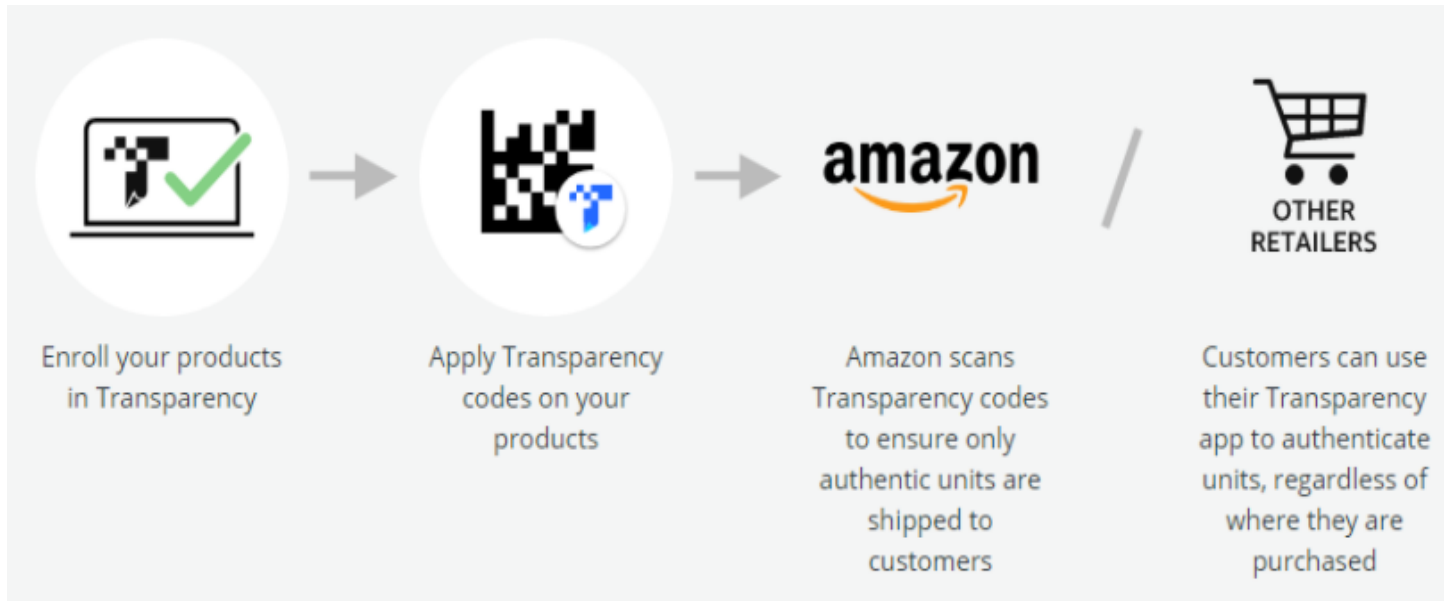 amazon
OTHER
RETAILERS
Enroll your products
in Transparency
Apply Transparency
codes on your
products
Amazon scans
Transparency codes
to ensure only
authentic units are
shipped to
customers
Customers can use
their Transparency
app to authenticate
units, regardless of
where they are
purchased